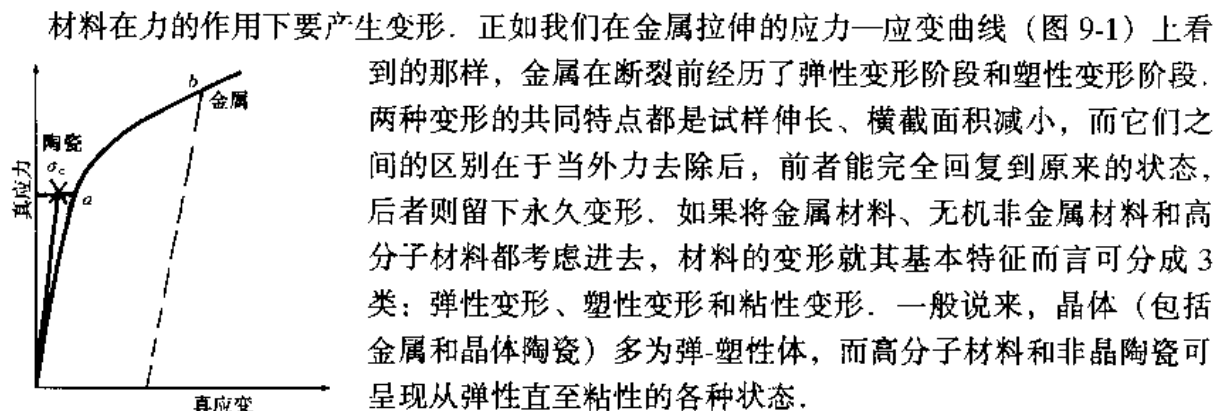 材料在力的作用下要产生变形．正如我们在金属拉伸的应力—应变曲线（图 9-1）上看
到的那样，金属在断裂前经历了弹性变形阶段和塑性变形阶段．
两种变形的共同特点都是试样伸长、横截面积减小，而它们之
间的区别在于当外力去除后，前者能完全回复到原来的状态，
后者则留下永久变形．如果将金属材料、无机非金属材料和高
分子材料都考虑进去，材料的变形就其基本特征而言可分成 3
类：弹性变形、塑性变形和粘性变形．一般说来，晶体（包括
金属和晶体陶瓷）多为弹-塑性体，而高分子材料和非晶陶瓷可
呈现从弹性直至粘性的各种状态．
b
金属
陶瓷
σc
a
真应力
真应变